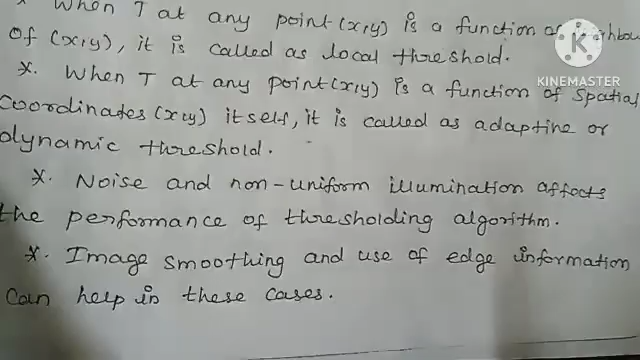 * When T at any point (x,y) is a function of
of (x,y), it is called as local threshold.
* When T at any point (x,y) is a function of spatial
coordinates (x,y) itself, it is called as adaptine or
dynamic threshold.
* Noise and non-uniform illumination affects
the performance of thresholding algorithm.
* Image smoothing and use of edge information
can help in these cases.
KINEMASTER